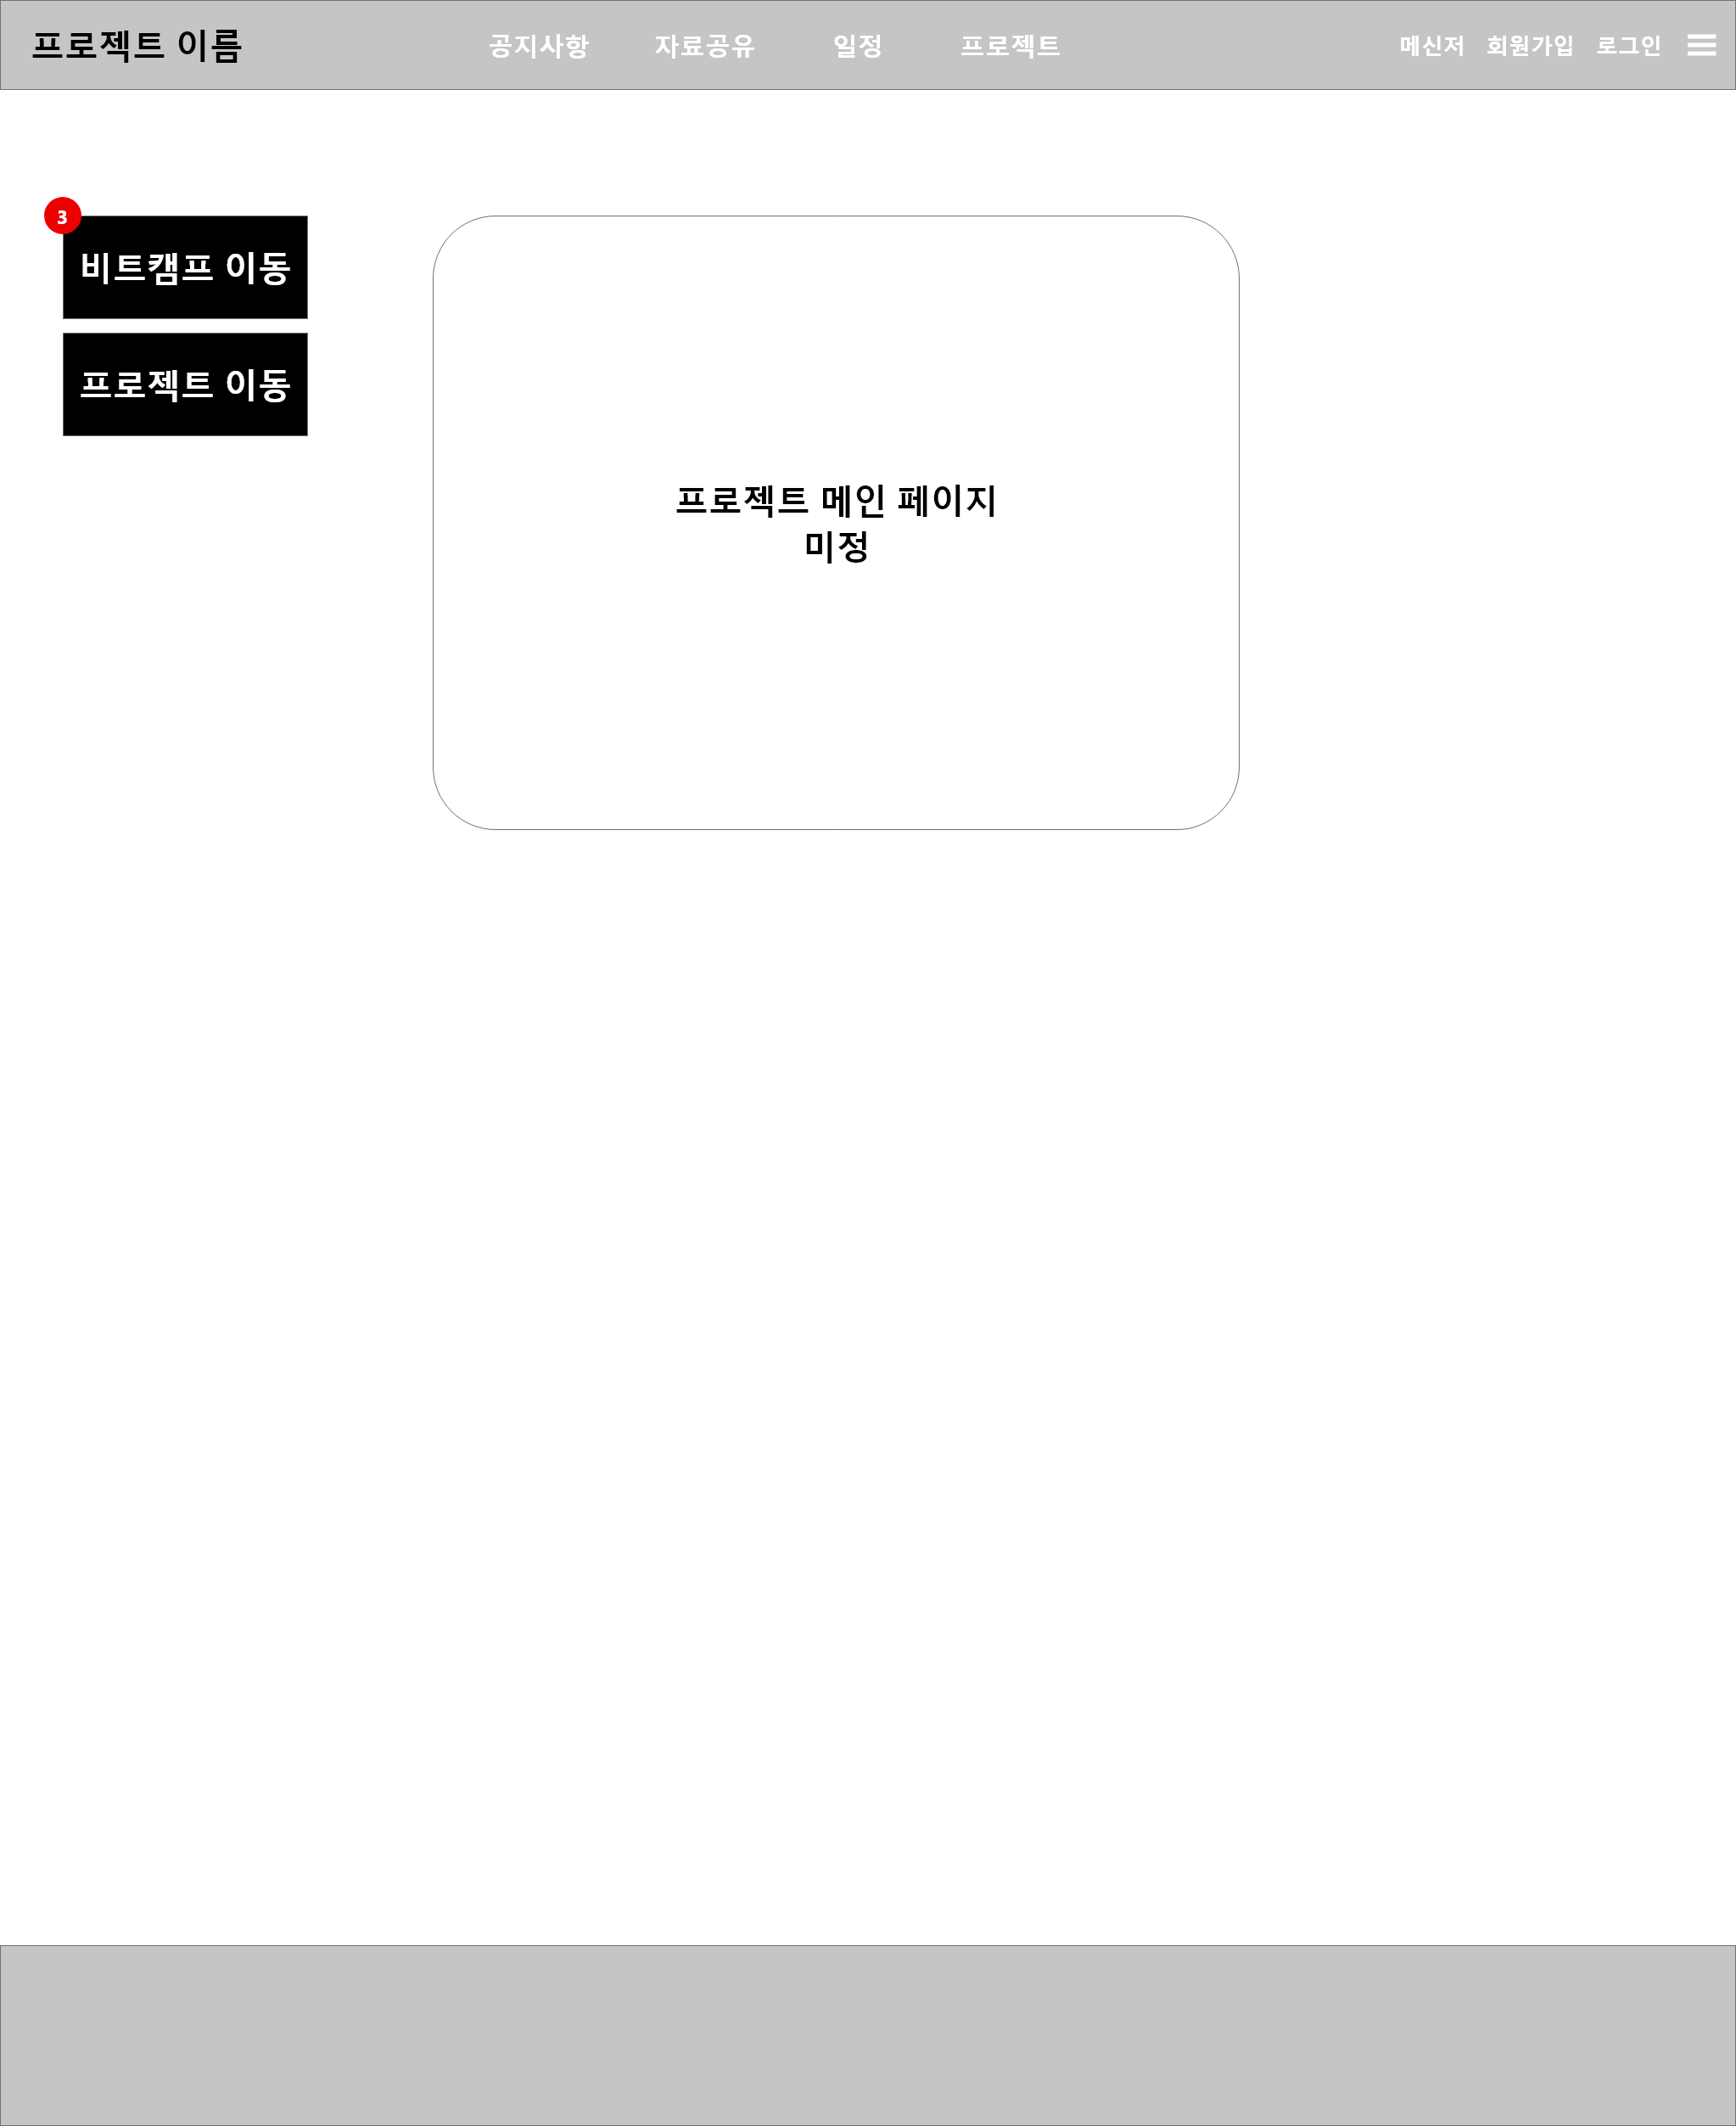 프로젝트 이름
공지사항 자료공유 일정 프로젝트
메신저 회원가입 로그인
3
비트캠프 이동
프로젝트 이동
프로젝트 메인 페이지
미정